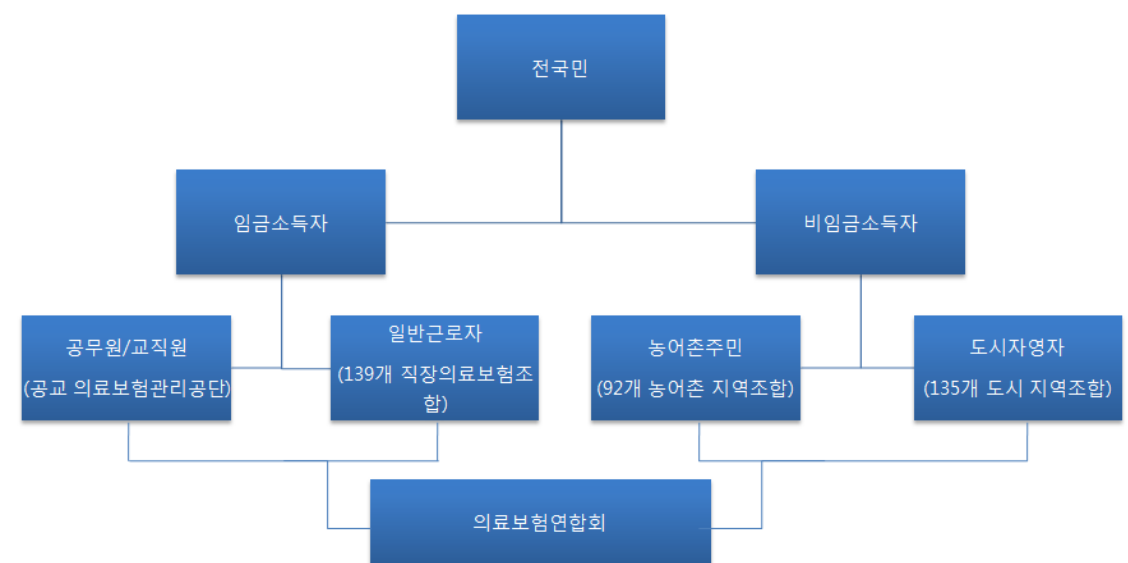 전국민
임금소득자
비임금소득자
공무원/교직원
(공교 의료보험관리공단)
일반근로자
(139개 직장의료보험조
합)
농어촌주민
(92개 농어촌 지역조합)
도시자영자
(135개 도시 지역조합)
의료보험연합회